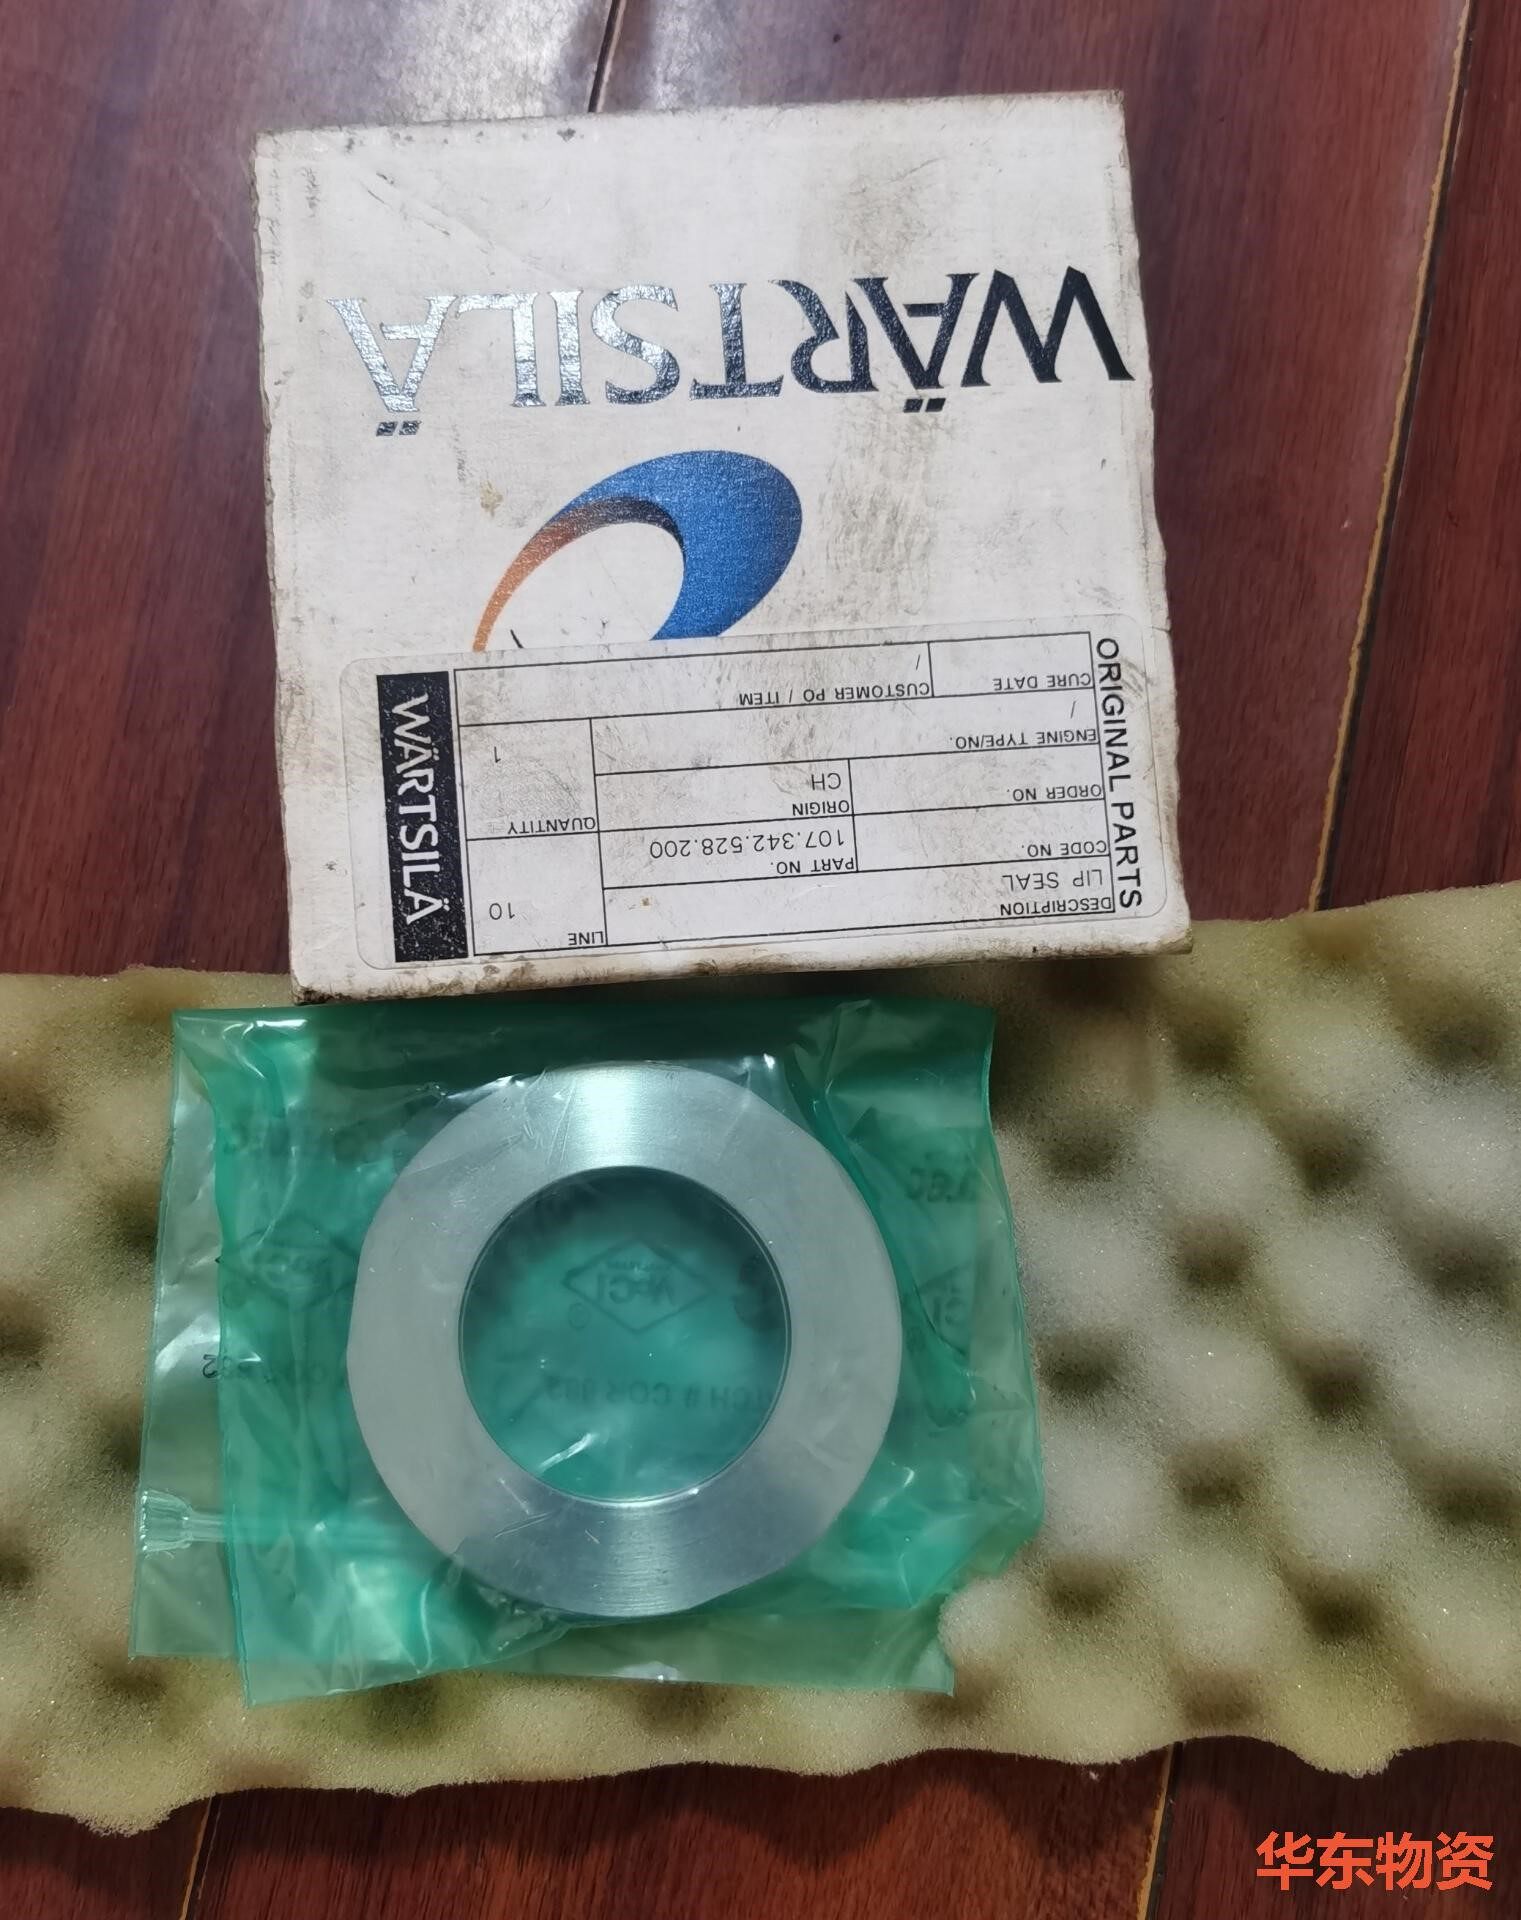 WÄRTSILÄ
ORIGINAL PARTS
DESCRIPTION
LIP SEAL
LINE
10
CODE NO.
PART NO.
107.342.528.200
QUANTITY
1
ORDER NO.
ORIGIN
CH
ENGINE TYPE/NO.
/
CURE DATE
CUSTOMER PO / ITEM
/
WÄRTSILÄ
华东物资